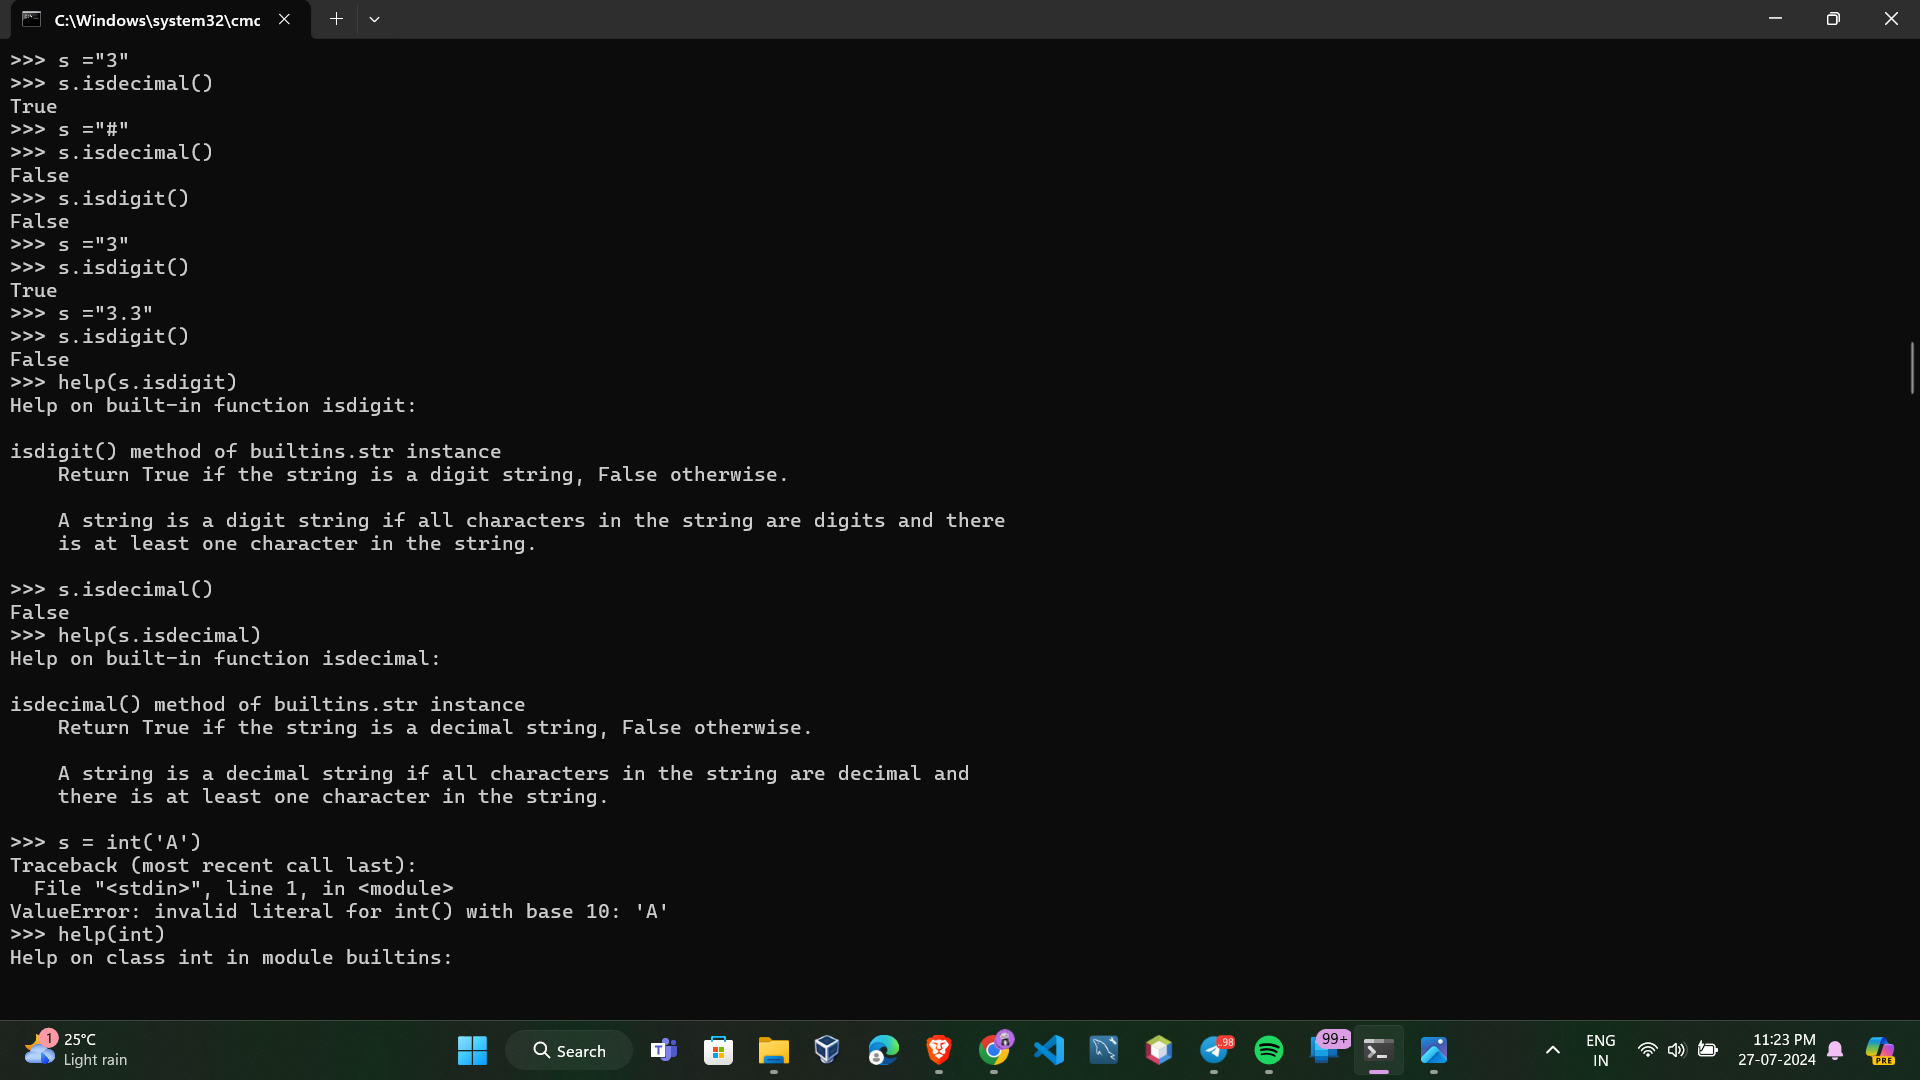 C:\Windows\system32\cmc
>>> s ="3"
>>> s.isdecimal()
True
>>> s ="#"
>>> s.isdecimal()
False
>>> s.isdigit()
False
>>> s ="3"
>>> s.isdigit()
True
>>> s ="3.3"
>>> s.isdigit()
False
>>> help(s.isdigit)
Help on built-in function isdigit:

isdigit() method of builtins.str instance
    Return True if the string is a digit string, False otherwise.

    A string is a digit string if all characters in the string are digits and there
    is at least one character in the string.

>>> s.isdecimal()
False
>>> help(s.isdecimal)
Help on built-in function isdecimal:

isdecimal() method of builtins.str instance
    Return True if the string is a decimal string, False otherwise.

    A string is a decimal string if all characters in the string are decimal and
    there is at least one character in the string.

>>> s = int('A')
Traceback (most recent call last):
  File "<stdin>", line 1, in <module>
ValueError: invalid literal for int() with base 10: 'A'
>>> help(int)
Help on class int in module builtins:
1
25°C
Light rain
Search
..98
99+
ENG
IN
11:23 PM
27-07-2024
PRE